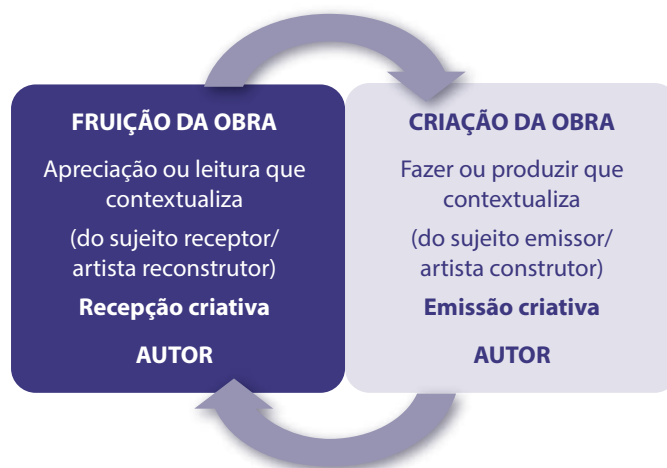 FRUIÇÃO DA OBRA
Apreciação ou leitura que
contextualiza
(do sujeito receptor/
artista reconstrutor)
Recepção criativa
AUTOR
CRIAÇÃO DA OBRA
Fazer ou produzir que
contextualiza
(do sujeito emissor/
artista construtor)
Emissão criativa
AUTOR